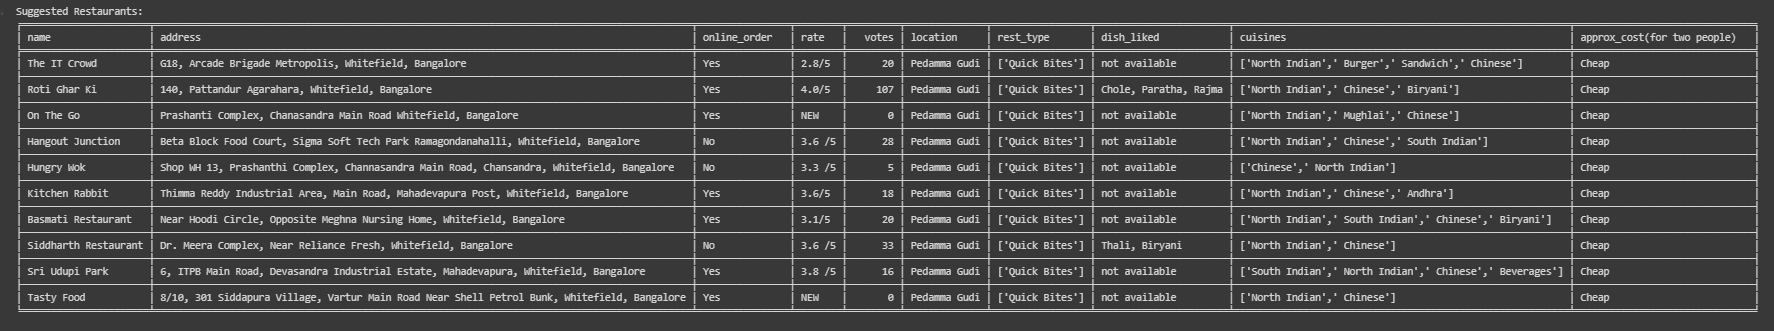 Suggested Restaurants:
name address online_order rate votes location rest_type dish_liked cuisines approx_cost(for two people)
The IT Crowd G18, Arcade Brigade Metropolis, Whitefield, Bangalore Yes 2.8/5 20 Pedamma Gudi ['Quick Bites'] not available ['North Indian',' Burger',' Sandwich',' Chinese'] Cheap
Roti Ghar Ki 140, Pattandur Agarahara, Whitefield, Bangalore Yes 4.0/5 107 Pedamma Gudi ['Quick Bites'] Chole, Paratha, Rajma ['North Indian',' Chinese',' Biryani'] Cheap
On The Go Prashanti Complex, Chanasandra Main Road Whitefield, Bangalore Yes NEW 0 Pedamma Gudi ['Quick Bites'] not available ['North Indian',' Mughlai',' Chinese'] Cheap
Hangout Junction Beta Block Food Court, Sigma Soft Tech Park Ramagondanahalli, Whitefield, Bangalore No 3.6 /5 28 Pedamma Gudi ['Quick Bites'] not available ['North Indian',' Chinese',' South Indian'] Cheap
Hungry Wok Shop WH 13, Prashanthi Complex, Channasandra Main Road, Chansandra, Whitefield, Bangalore No 3.3 /5 5 Pedamma Gudi ['Quick Bites'] not available ['Chinese',' North Indian'] Cheap
Kitchen Rabbit Thimma Reddy Industrial Area, Main Road, Mahadevapura Post, Whitefield, Bangalore Yes 3.6/5 18 Pedamma Gudi ['Quick Bites'] not available ['North Indian',' Chinese',' Andhra'] Cheap
Basmati Restaurant Near Hoodi Circle, Opposite Meghna Nursing Home, Whitefield, Bangalore Yes 3.1/5 20 Pedamma Gudi ['Quick Bites'] not available ['North Indian',' South Indian',' Chinese',' Biryani'] Cheap
Siddharth Restaurant Dr. Meera Complex, Near Reliance Fresh, Whitefield, Bangalore No 3.6 /5 33 Pedamma Gudi ['Quick Bites'] Thali, Biryani ['North Indian',' Chinese'] Cheap
Sri Udupi Park 6, ITPB Main Road, Devasandra Industrial Estate, Mahadevapura, Whitefield, Bangalore Yes 3.8 /5 16 Pedamma Gudi ['Quick Bites'] not available ['South Indian',' North Indian',' Chinese',' Beverages'] Cheap
Tasty Food 8/10, 301 Siddapura Village, Vartur Main Road Near Shell Petrol Bunk, Whitefield, Bangalore Yes NEW 0 Pedamma Gudi ['Quick Bites'] not available ['North Indian',' Chinese'] Cheap